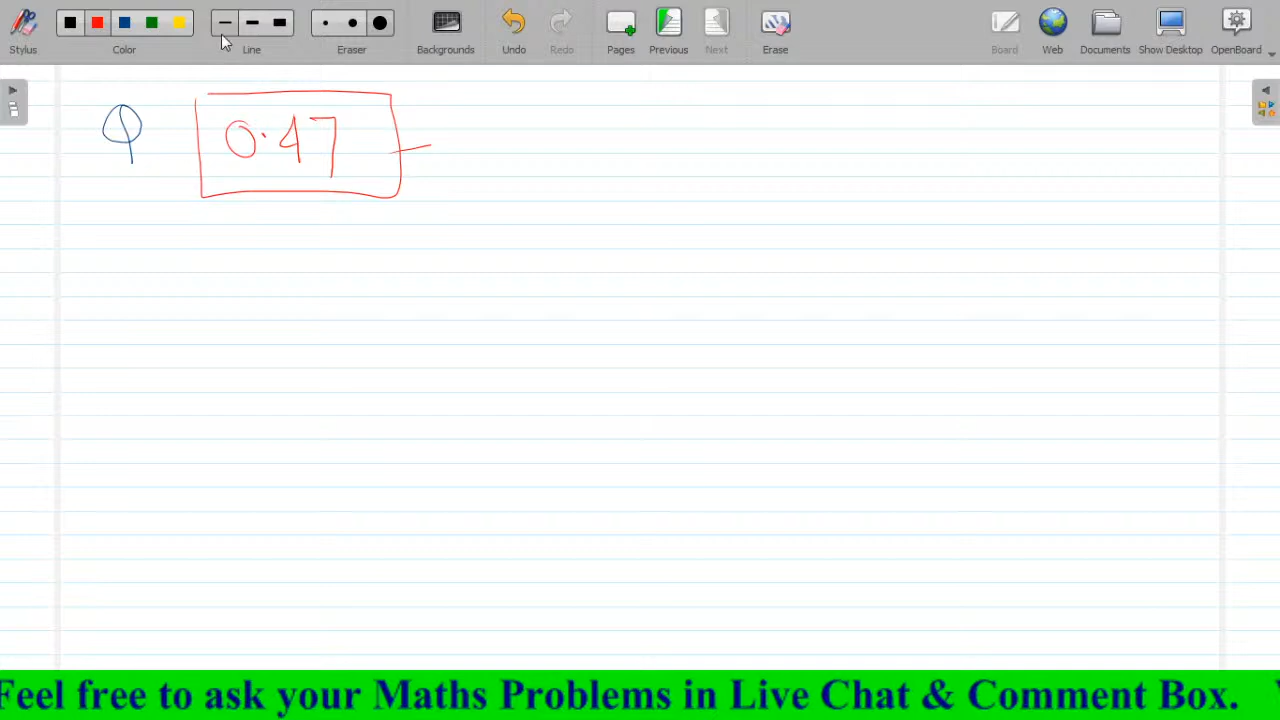 Stylus
Color
Line
Eraser
Backgrounds
Undo
Redo
Pages
Previous
Next
Erase
Board
Web
Documents
Show Desktop
OpenBoard
Q 0.47 -
Feel free to ask your Maths Problems in Live Chat & Comment Box.